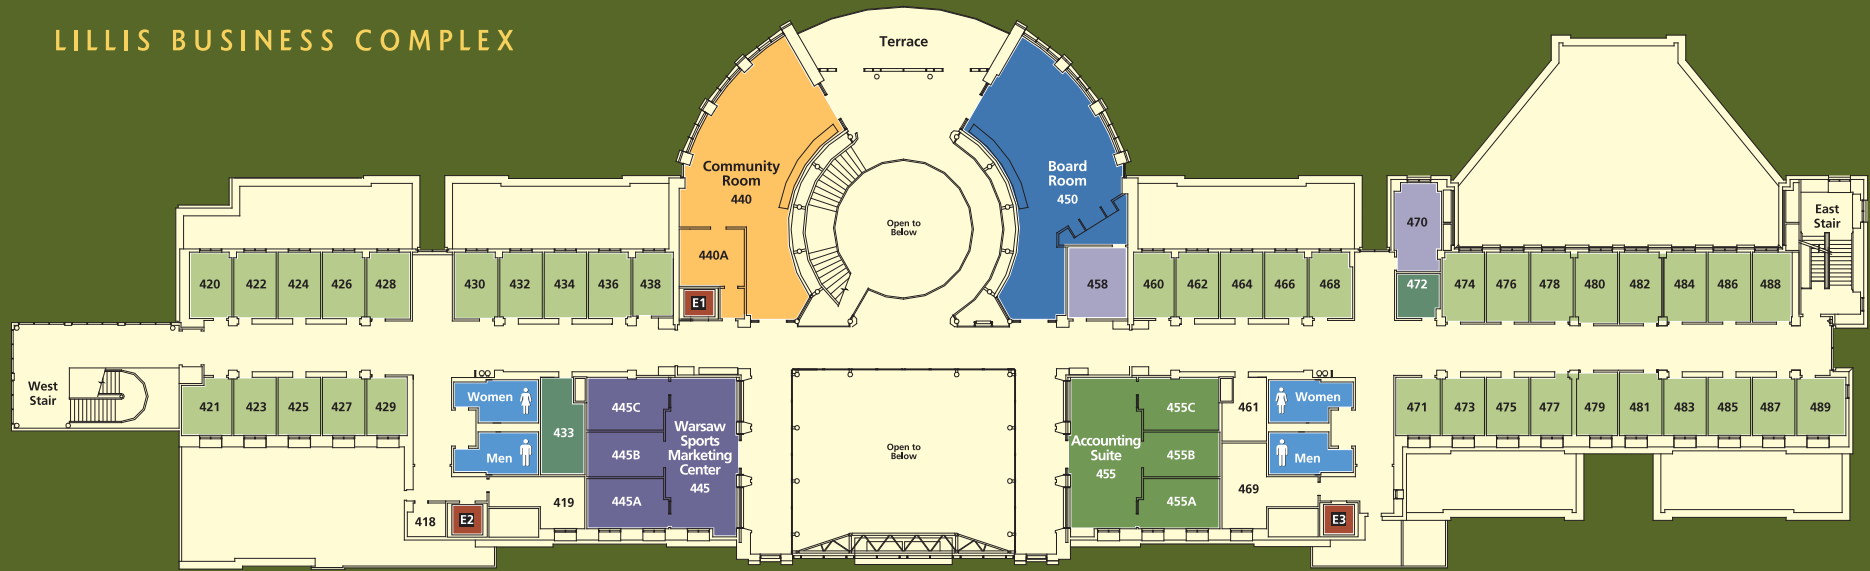 LILLIS BUSINESS COMPLEX
Terrace
Community
Room
440
Board
Room
450
Open to
Below
East
Stair
470
440A
458
E1
420
422
424
426
428
430
432
434
436
438
460
462
464
466
468
472
474
476
478
480
482
484
486
488
West
Stair
421
423
425
427
429
Women
Men
433
445C
445B
445A
Warsaw
Sports
Marketing
Center
445
Open to
Below
Accounting
Suite
455
455C
455B
455A
461
Women
Men
469
471
473
475
477
479
481
483
485
487
489
418
E2
419
E3